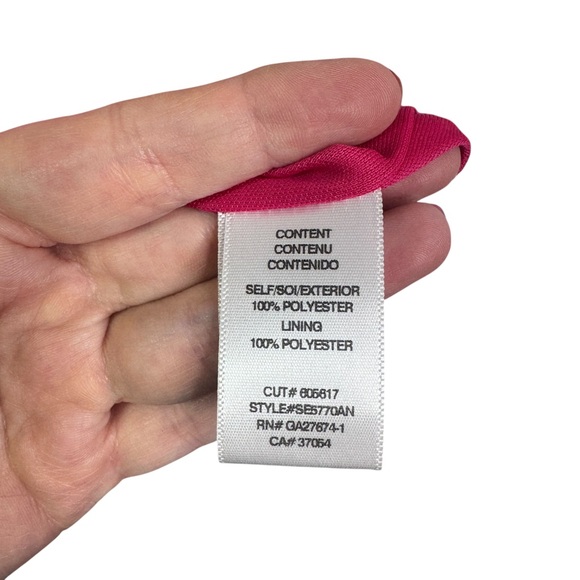 CONTENT
CONTENU
CONTENIDO
SELF/SOI/EXTERIOR
100% POLYESTER
LINING
100% POLYESTER
CUT# 605617
STYLE#SE5770AN
RN# GA27674-1
CA# 37054